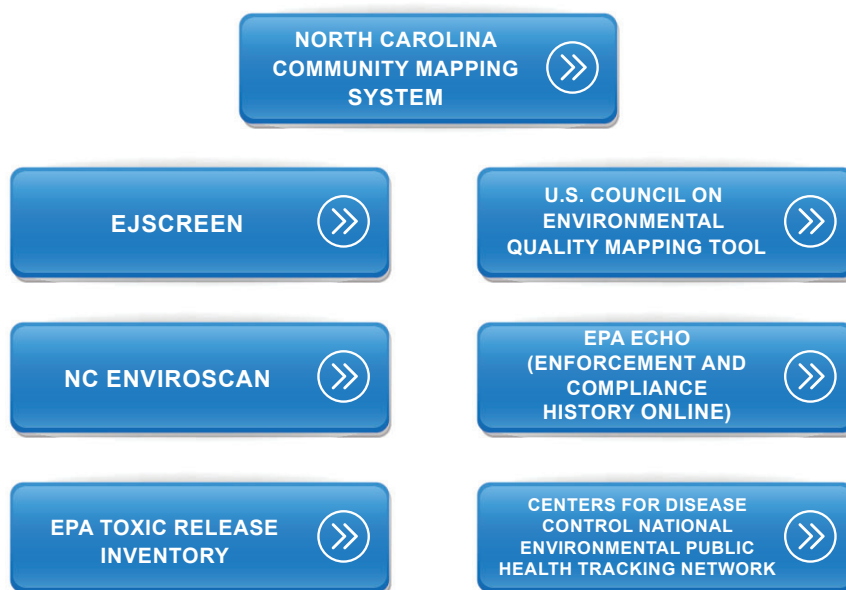 NORTH CAROLINA
COMMUNITY MAPPING
SYSTEM
EJSCREEN
U.S. COUNCIL ON
ENVIRONMENTAL
QUALITY MAPPING TOOL
NC ENVIROSCAN
EPA ECHO
(ENFORCEMENT AND
COMPLIANCE
HISTORY ONLINE)
EPA TOXIC RELEASE
INVENTORY
CENTERS FOR DISEASE
CONTROL NATIONAL
ENVIRONMENTAL PUBLIC
HEALTH TRACKING NETWORK